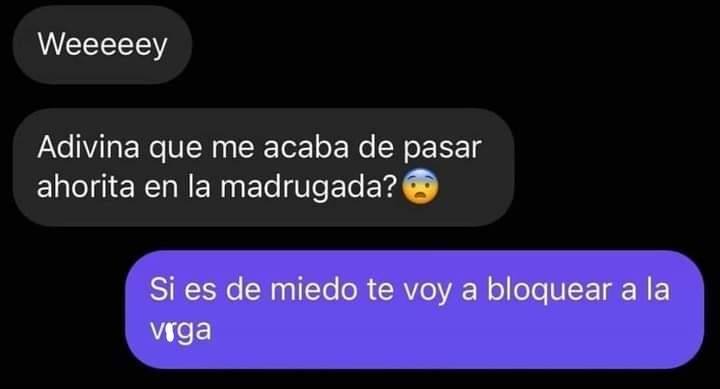 Weeeeey
Adivina que me acaba de pasar
ahorita en la madrugada?😨
Si es de miedo te voy a bloquear a la
vrga